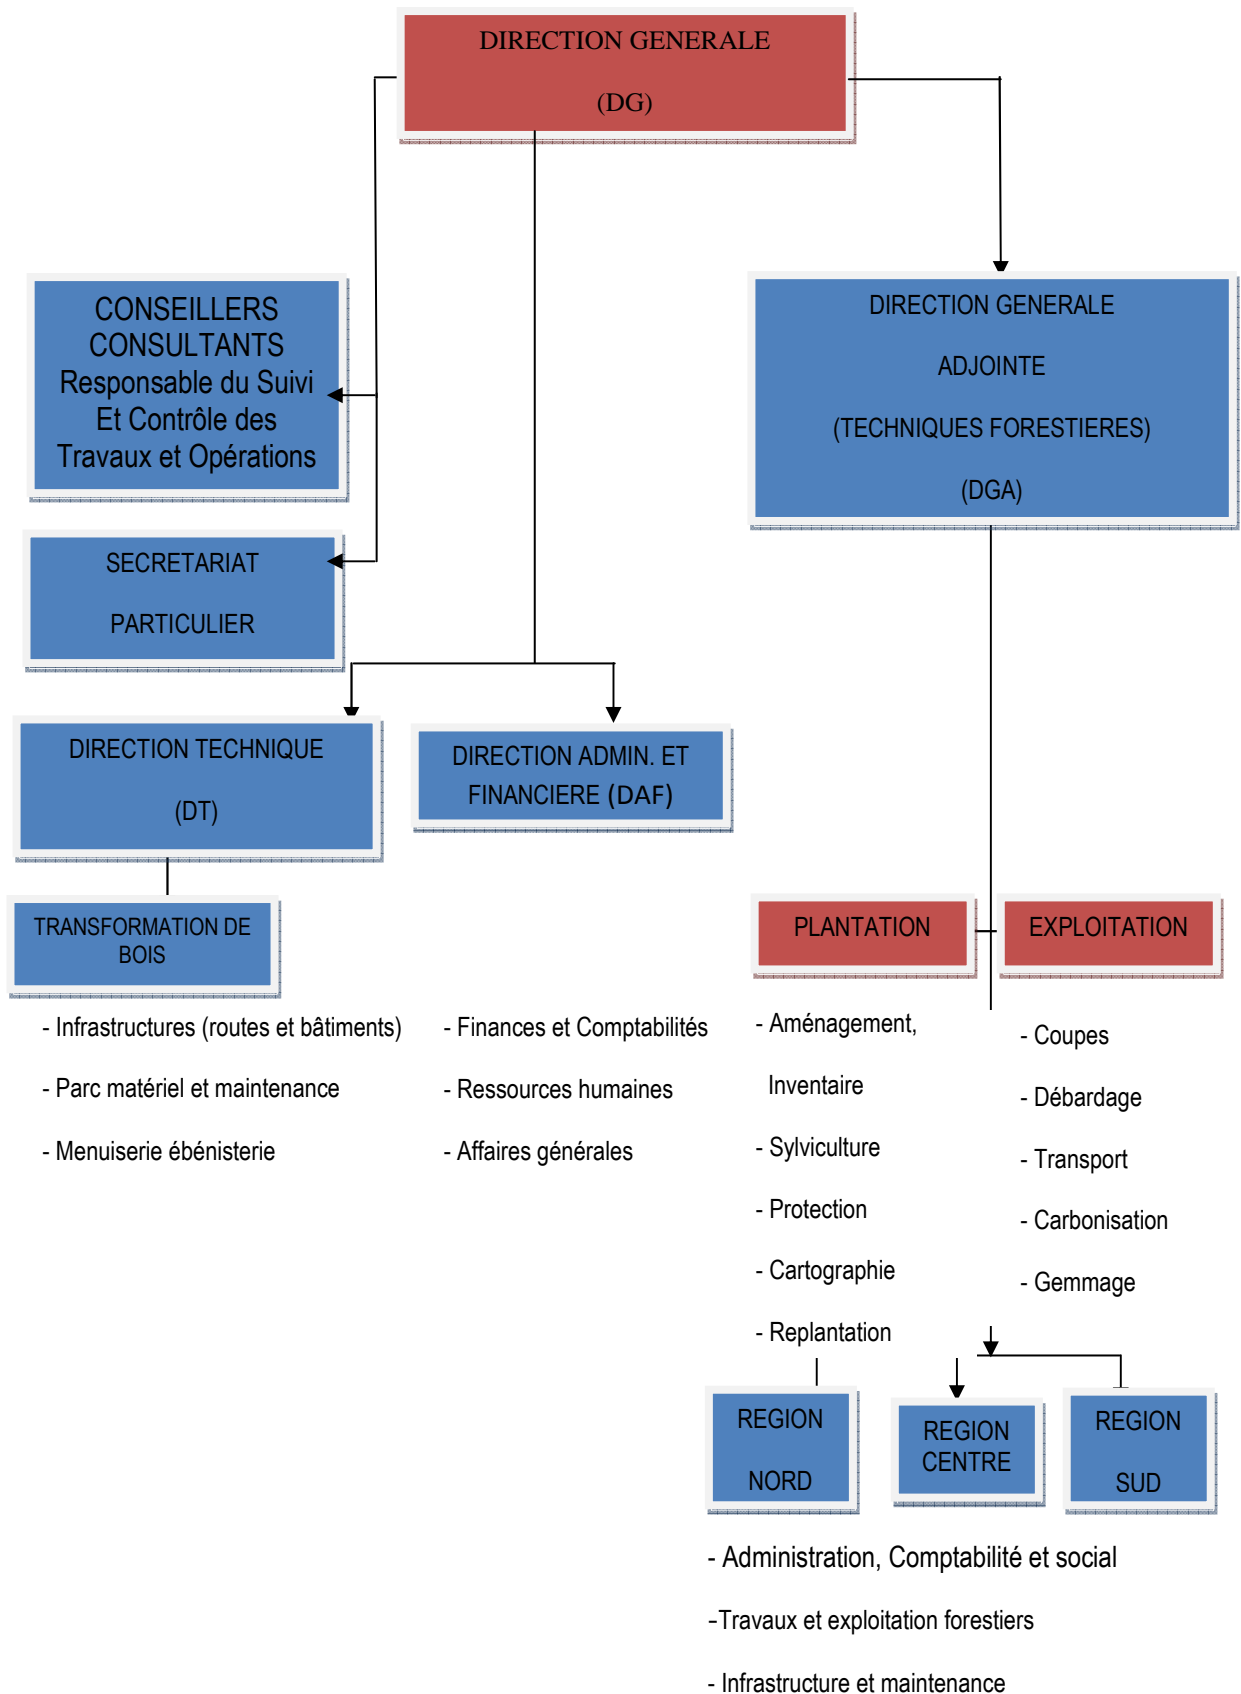 DIRECTION GENERALE
(DG)
CONSEILLERS
CONSULTANTS
Responsable du Suivi
Et Contrôle des
Travaux et Opérations
DIRECTION GENERALE
ADJOINTE
(TECHNIQUES FORESTIERES)
(DGA)
SECRETARIAT
PARTICULIER
DIRECTION TECHNIQUE
(DT)
DIRECTION ADMIN. ET
FINANCIERE (DAF)
TRANSFORMATION DE
BOIS
PLANTATION
EXPLOITATION
- Infrastructures (routes et bâtiments)
- Parc matériel et maintenance
- Menuiserie ébénisterie
- Finances et Comptabilités
- Ressources humaines
- Affaires générales
- Aménagement,
Inventaire
- Sylviculture
- Protection
- Cartographie
- Replantation
- Coupes
- Débardage
- Transport
- Carbonisation
- Gemmage
REGION
NORD
REGION
CENTRE
REGION
SUD
- Administration, Comptabilité et social
-Travaux et exploitation forestiers
- Infrastructure et maintenance